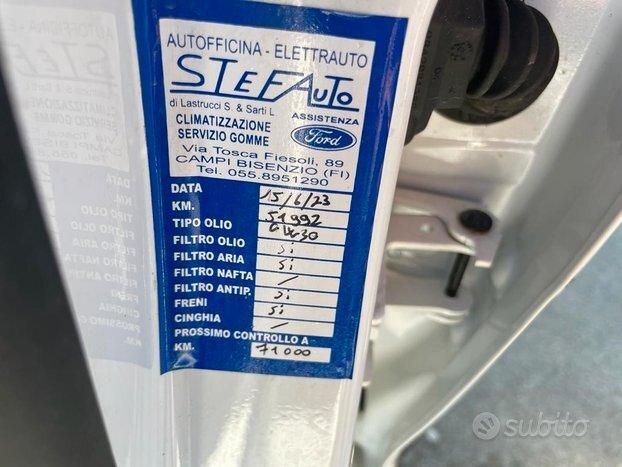 AUTOFFICINA - ELETTRAUTO
STEFAUTO
di Lastrucci S. & Sarti L.
ASSISTENZA
CLIMATIZZAZIONE
SERVIZIO GOMME
Ford
Via Tosca Fiesoli, 89
CAMPI BISENZIO (FI)
Tel. 055.8951290
DATA 15/6/23
KM. 51992
TIPO OLIO 0W30
FILTRO OLIO si
FILTRO ARIA si
FILTRO NAFTA /
FILTRO ANTIP. si
FRENI si
CINGHIA /
PROSSIMO CONTROLLO A
KM. 71000
subito